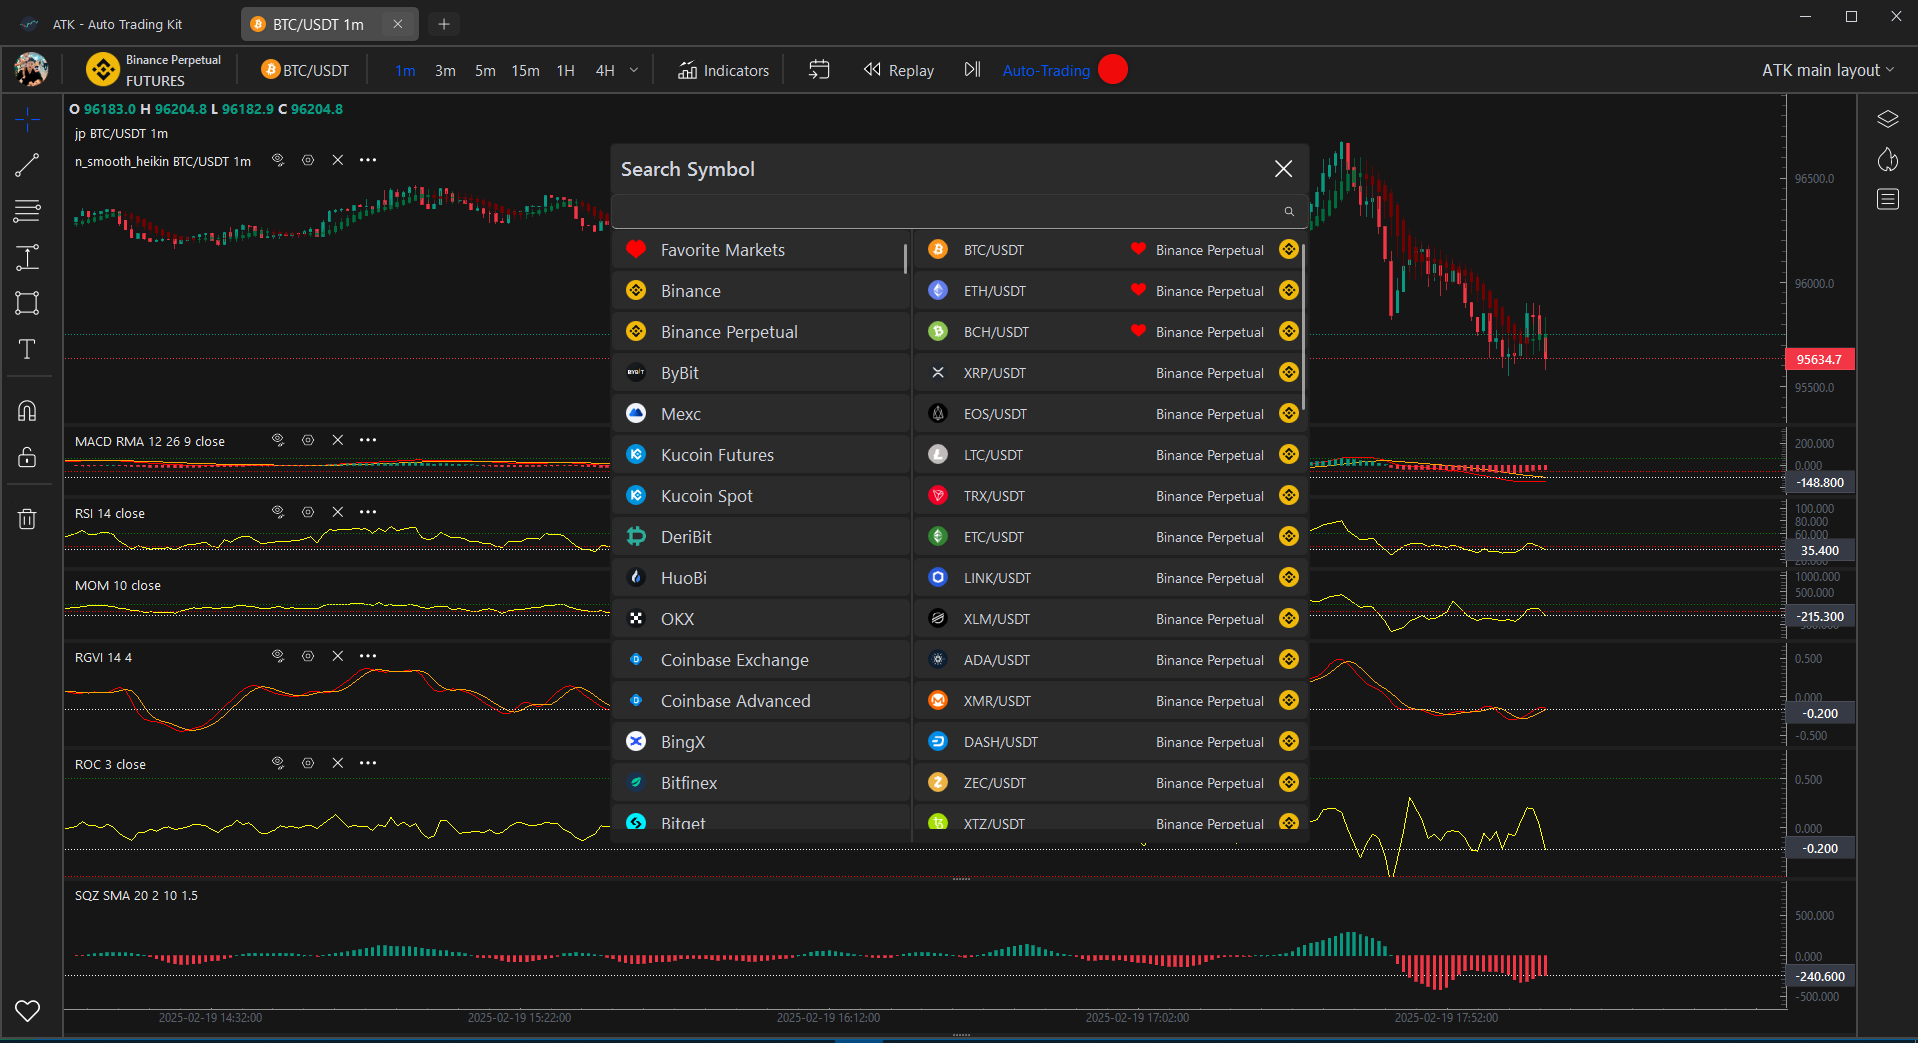 ATK - Auto Trading Kit
BTC/USDT 1m
Binance Perpetual
FUTURES
BTC/USDT
1m 3m 5m 15m 1H 4H
Indicators
Replay
Auto-Trading
ATK main layout
O 96183.0 H 96204.8 L 96182.9 C 96204.8
jp BTC/USDT 1m
n_smooth_heikin BTC/USDT 1m
Search Symbol
Favorite Markets
Binance
Binance Perpetual
ByBit
Mexc
Kucoin Futures
Kucoin Spot
DeriBit
HuoBi
OKX
Coinbase Exchange
Coinbase Advanced
BingX
Bitfinex
Bitget
BTC/USDT Binance Perpetual
ETH/USDT Binance Perpetual
BCH/USDT Binance Perpetual
XRP/USDT Binance Perpetual
EOS/USDT Binance Perpetual
LTC/USDT Binance Perpetual
TRX/USDT Binance Perpetual
ETC/USDT Binance Perpetual
LINK/USDT Binance Perpetual
XLM/USDT Binance Perpetual
ADA/USDT Binance Perpetual
XMR/USDT Binance Perpetual
DASH/USDT Binance Perpetual
ZEC/USDT Binance Perpetual
XTZ/USDT Binance Perpetual
96500.0
96000.0
95634.7
95500.0
MACD RMA 12 26 9 close
200.000
0.000
-148.800
RSI 14 close
100.000
80.000
60.000
35.400
20.000
MOM 10 close
1000.000
500.000
-215.300
RGVI 14 4
0.500
0.000
-0.200
-0.500
ROC 3 close
0.500
0.000
-0.200
SQZ SMA 20 2 10 1.5
500.000
0.000
-240.600
-500.000
2025-02-19 14:32:00
2025-02-19 15:22:00
2025-02-19 16:12:00
2025-02-19 17:02:00
2025-02-19 17:52:00